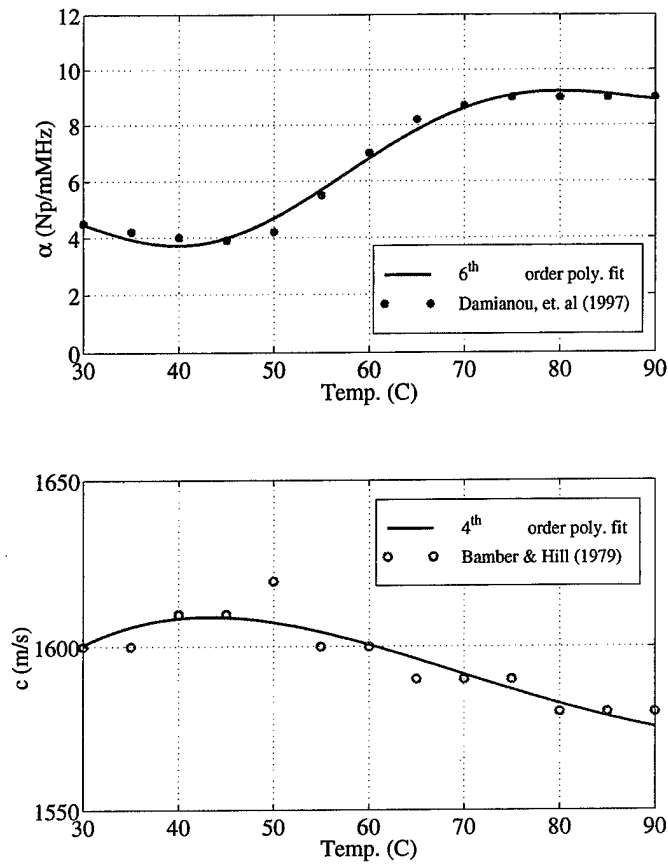 12
10
8
6
4
2
0
α (Np/mMHz)
6th order poly. fit
Damianou, et. al (1997)
30 40 50 60 70 80 90
Temp. (C)
1650
1600
1550
c (m/s)
4th order poly. fit
Bamber & Hill (1979)
30 40 50 60 70 80 90
Temp. (C)